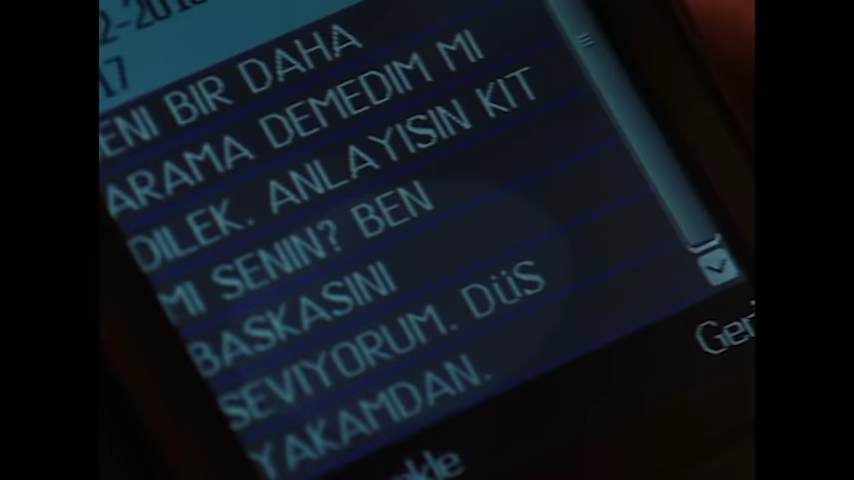 ENI BIR DAHA
ARAMA DEMEDIM MI
DILEK. ANLAYISIN KIT
MI SENIN? BEN
BASKASINI
SEVIYORUM. DÜS
YAKAMDAN.